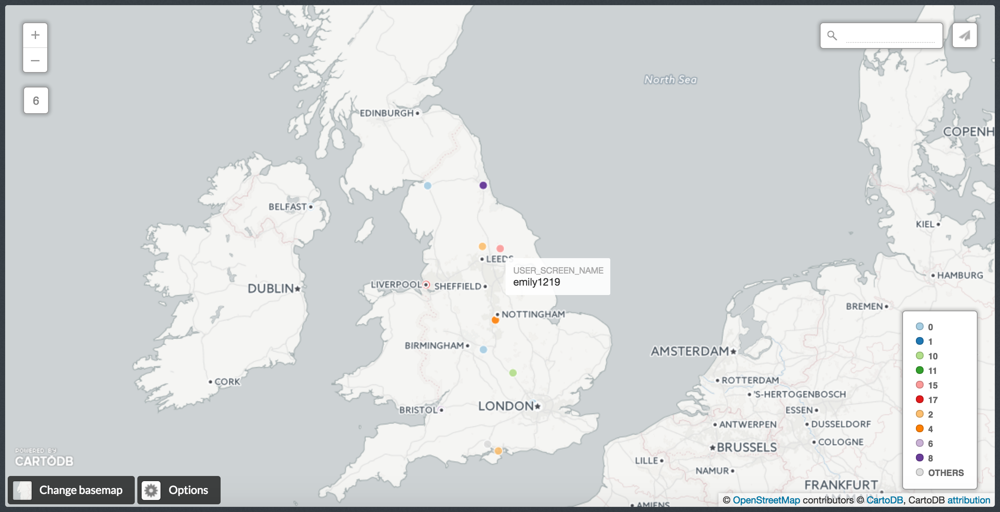 +
North Sea
−
6
EDINBURGH
COPENH
BELFAST
KIEL
LEEDS
USER_SCREEN_NAME
HAMBURG
emily1219
LIVERPOOL
SHEFFIELD
DUBLIN
BREMEN
NOTTINGHAM
0
1
BIRMINGHAM
AMSTERDAM
10
11
CORK
ROTTERDAM
15
'S-HERTOGENBOSCH
17
LONDON
BRISTOL
ESSEN
2
ANTWERPEN
DUSSELDORF
4
COLOGNE
6
BRUSSELS
POWERED BY
CARTODB
8
LILLE
NAMUR
OTHERS
FRANKFURT
AM MAIN
Change basemap
Options
© OpenStreetMap contributors © CartoDB, CartoDB attribution
AMIENS